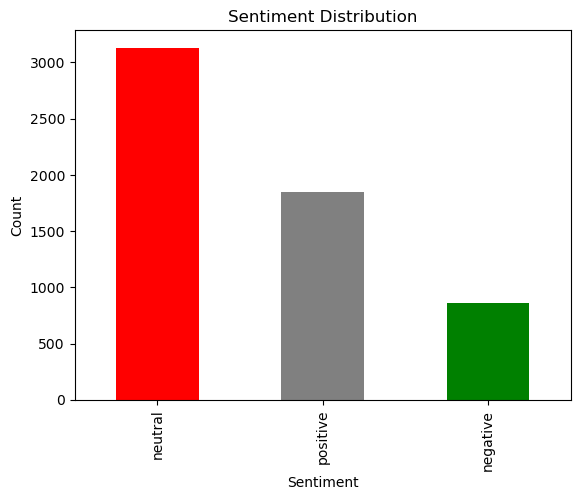 Sentiment Distribution
Count
3000
2500
2000
1500
1000
500
0
neutral
positive
negative
Sentiment